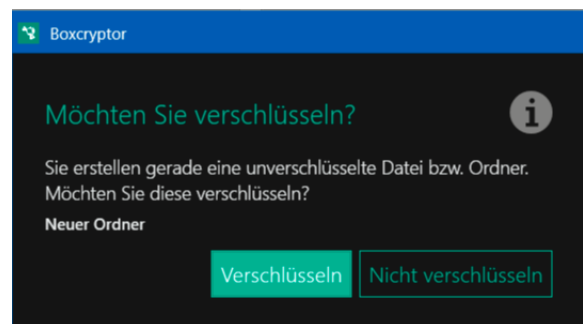 Boxcryptor
Möchten Sie verschlüsseln?
Sie erstellen gerade eine unverschlüsselte Datei bzw. Ordner.
Möchten Sie diese verschlüsseln?
Neuer Ordner
Verschlüsseln
Nicht verschlüsseln